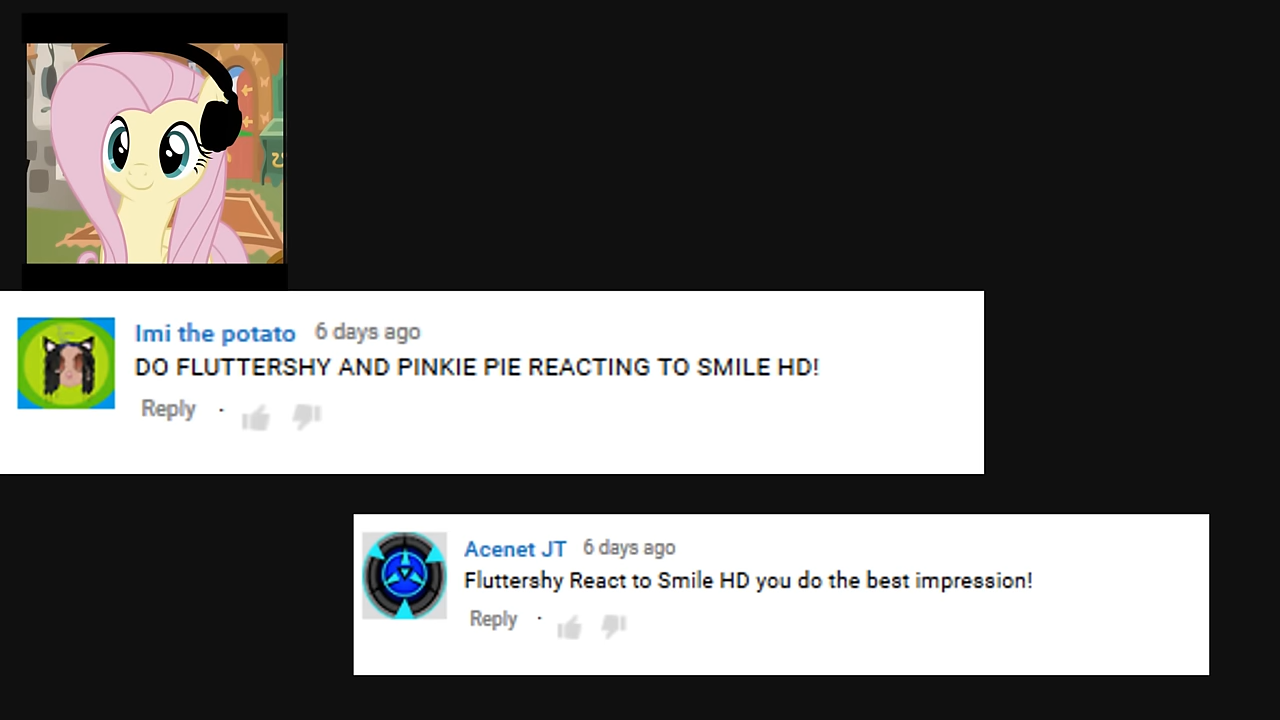 Imi the potato 6 days ago
DO FLUTTERSHY AND PINKIE PIE REACTING TO SMILE HD!
Reply ·
Acenet JT 6 days ago
Fluttershy React to Smile HD you do the best impression!
Reply ·